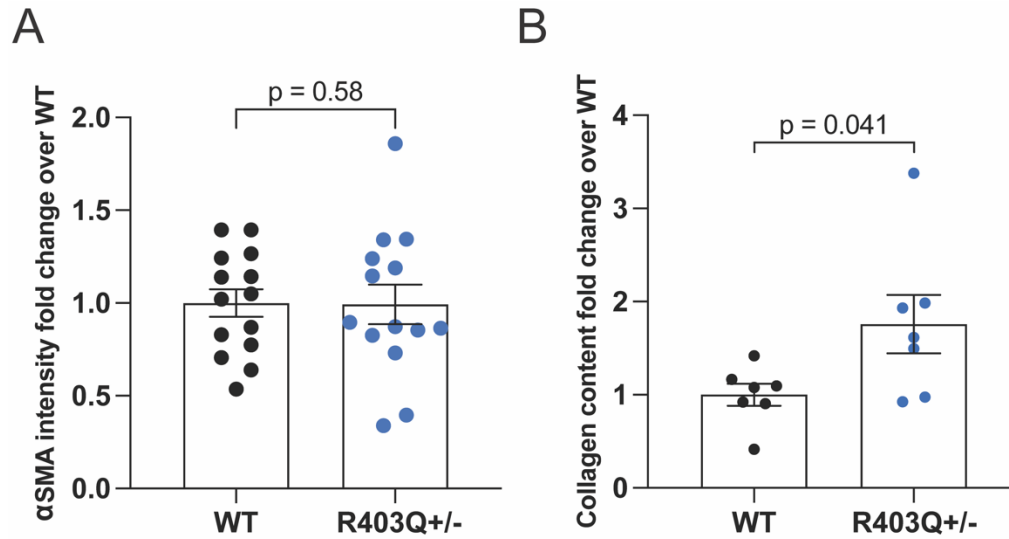 A
αSMA intensity fold change over WT
2.0
1.5
1.0
0.5
0.0
p = 0.58
WT
R403Q+/-
B
Collagen content fold change over WT
4
3
2
1
0
p = 0.041
WT
R403Q+/-